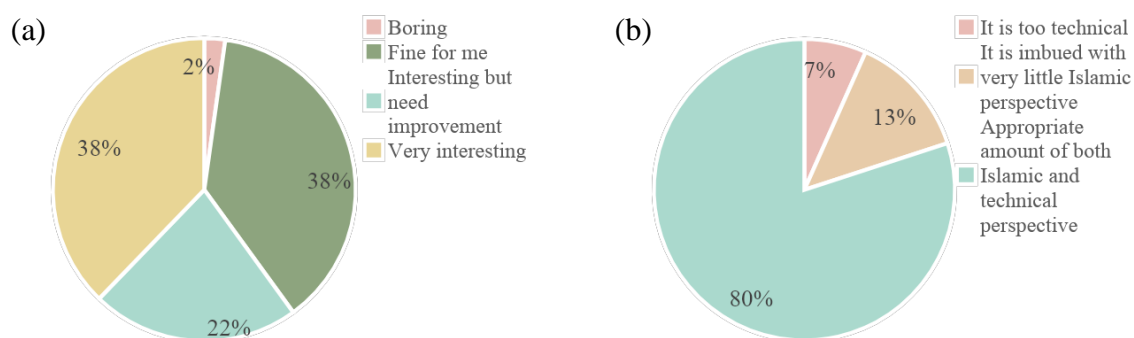 (a)
Boring
Fine for me
Interesting but
need
improvement
Very interesting
2%
38%
22%
38%
(b)
It is too technical
It is imbued with
very little Islamic
perspective
Appropriate
amount of both
Islamic and
technical
perspective
7%
13%
80%